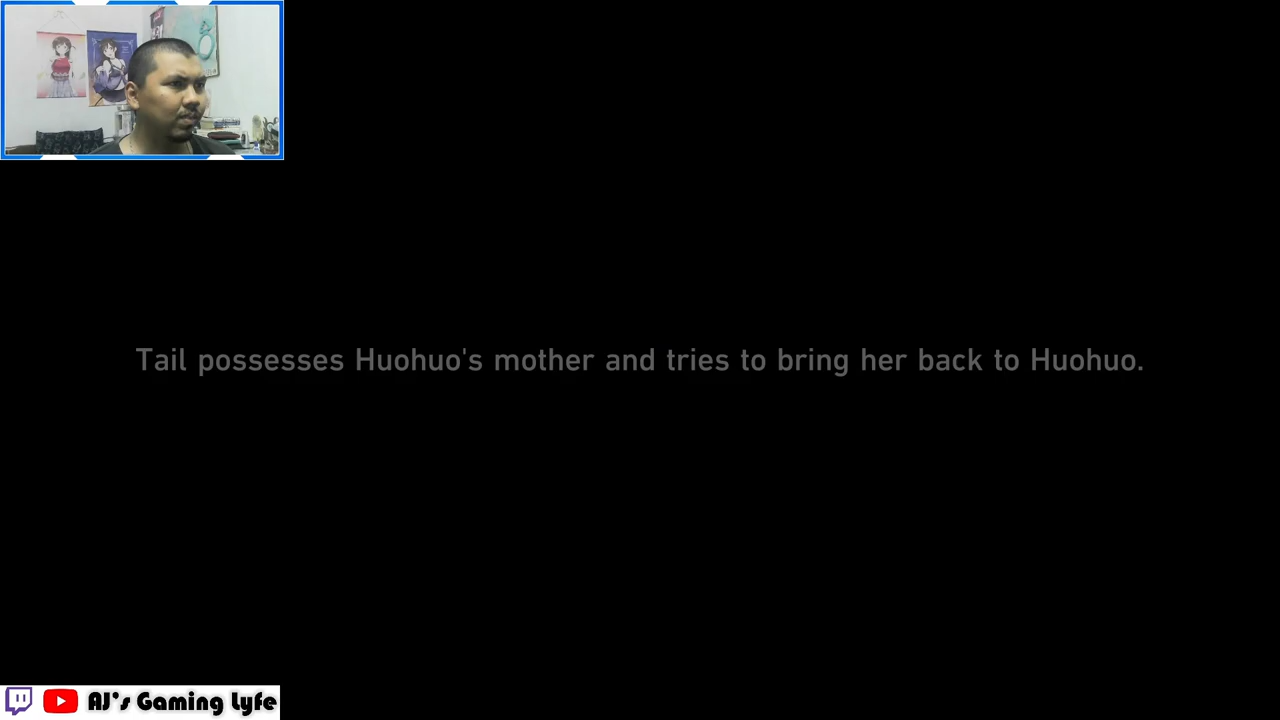 Tail possesses Huohuo's mother and tries to bring her back to Huohuo.
AJ's Gaming Lyfe